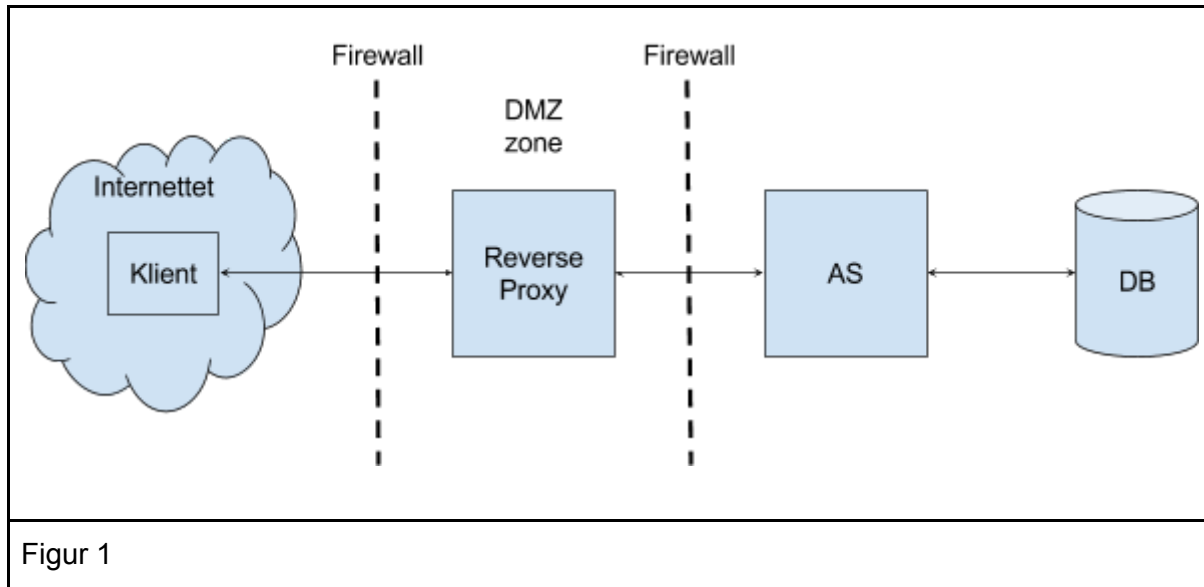 Firewall
Firewall
DMZ
zone
Internettet
Klient
Reverse
Proxy
AS
DB
Figur 1